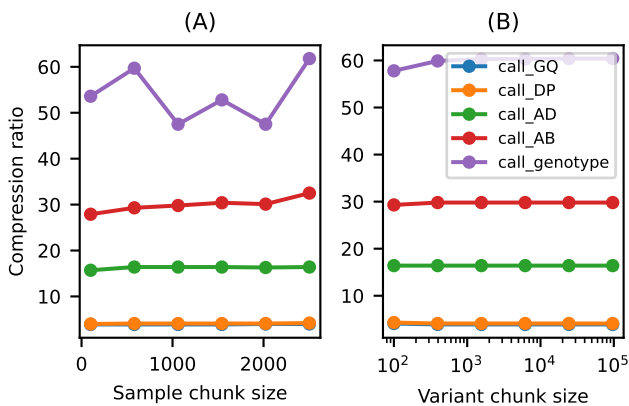 (A)
(B)
Compression ratio
60
50
40
30
20
10
0
1000
2000
Sample chunk size
60
50
40
30
20
10
10²
10³
10⁴
10⁵
Variant chunk size
call_GQ
call_DP
call_AD
call_AB
call_genotype